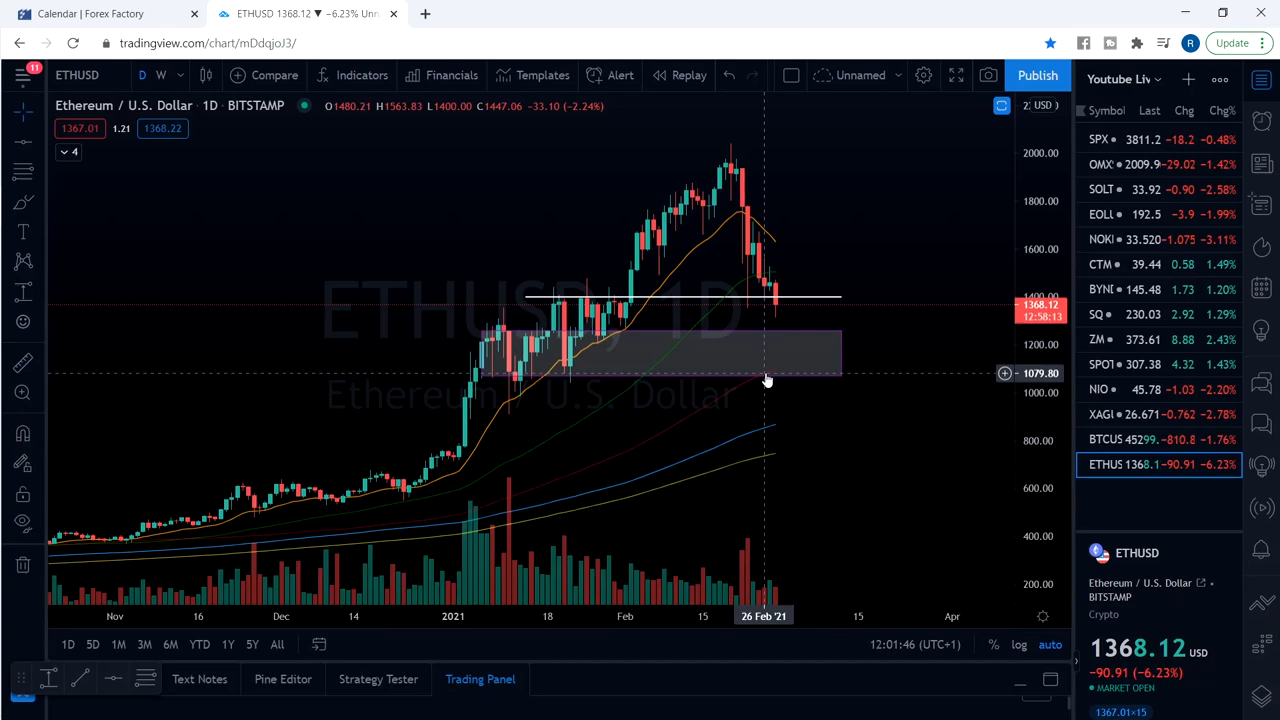 Calendar | Forex Factory
ETHUSD 1368.12 ▼ −6.23% Unn
tradingview.com/chart/mDdqjoJ3/
R
Update
11
ETHUSD
D W
Compare
Indicators
Financials
Templates
Alert
Replay
Unnamed
Publish
Youtube Liv
Ethereum / U.S. Dollar · 1D · BITSTAMP
O1480.21 H1563.83 L1400.00 C1447.06 −33.10 (−2.24%)
USD
1367.01 1.21 1368.22
4
Symbol Last Chg Chg%
SPX 3811.2 −18.2 −0.48%
OMX 2009.9 −29.02 −1.42%
SOLT 33.92 −0.90 −2.58%
EOLL 192.5 −3.9 −1.99%
NOKI 33.520 −1.075 −3.11%
CTM 39.44 0.58 1.49%
BYN 145.48 1.73 1.20%
SQ 230.03 2.92 1.29%
ZM 373.61 8.88 2.43%
SPOT 307.38 4.32 1.43%
NIO 45.78 −1.03 −2.20%
XAGI 26.671 −0.762 −2.78%
BTCUS 45299. −810.8 −1.76%
ETHUS 1368.1 −90.91 −6.23%
2000.00
1800.00
1600.00
1400.00
1368.12
12:58:13
1200.00
1079.80
1000.00
800.00
600.00
400.00
200.00
ETHUSD, 1D
Ethereum / U.S. Dollar
Nov 16 Dec 14 2021 18 Feb 15 26 Feb '21 15 Apr
1D 5D 1M 3M 6M YTD 1Y 5Y All
12:01:46 (UTC+1)
% log auto
Text Notes
Pine Editor
Strategy Tester
Trading Panel
ETHUSD
Ethereum / U.S. Dollar
BITSTAMP
Crypto
1368.12 USD
−90.91 (−6.23%)
MARKET OPEN
1367.01×15